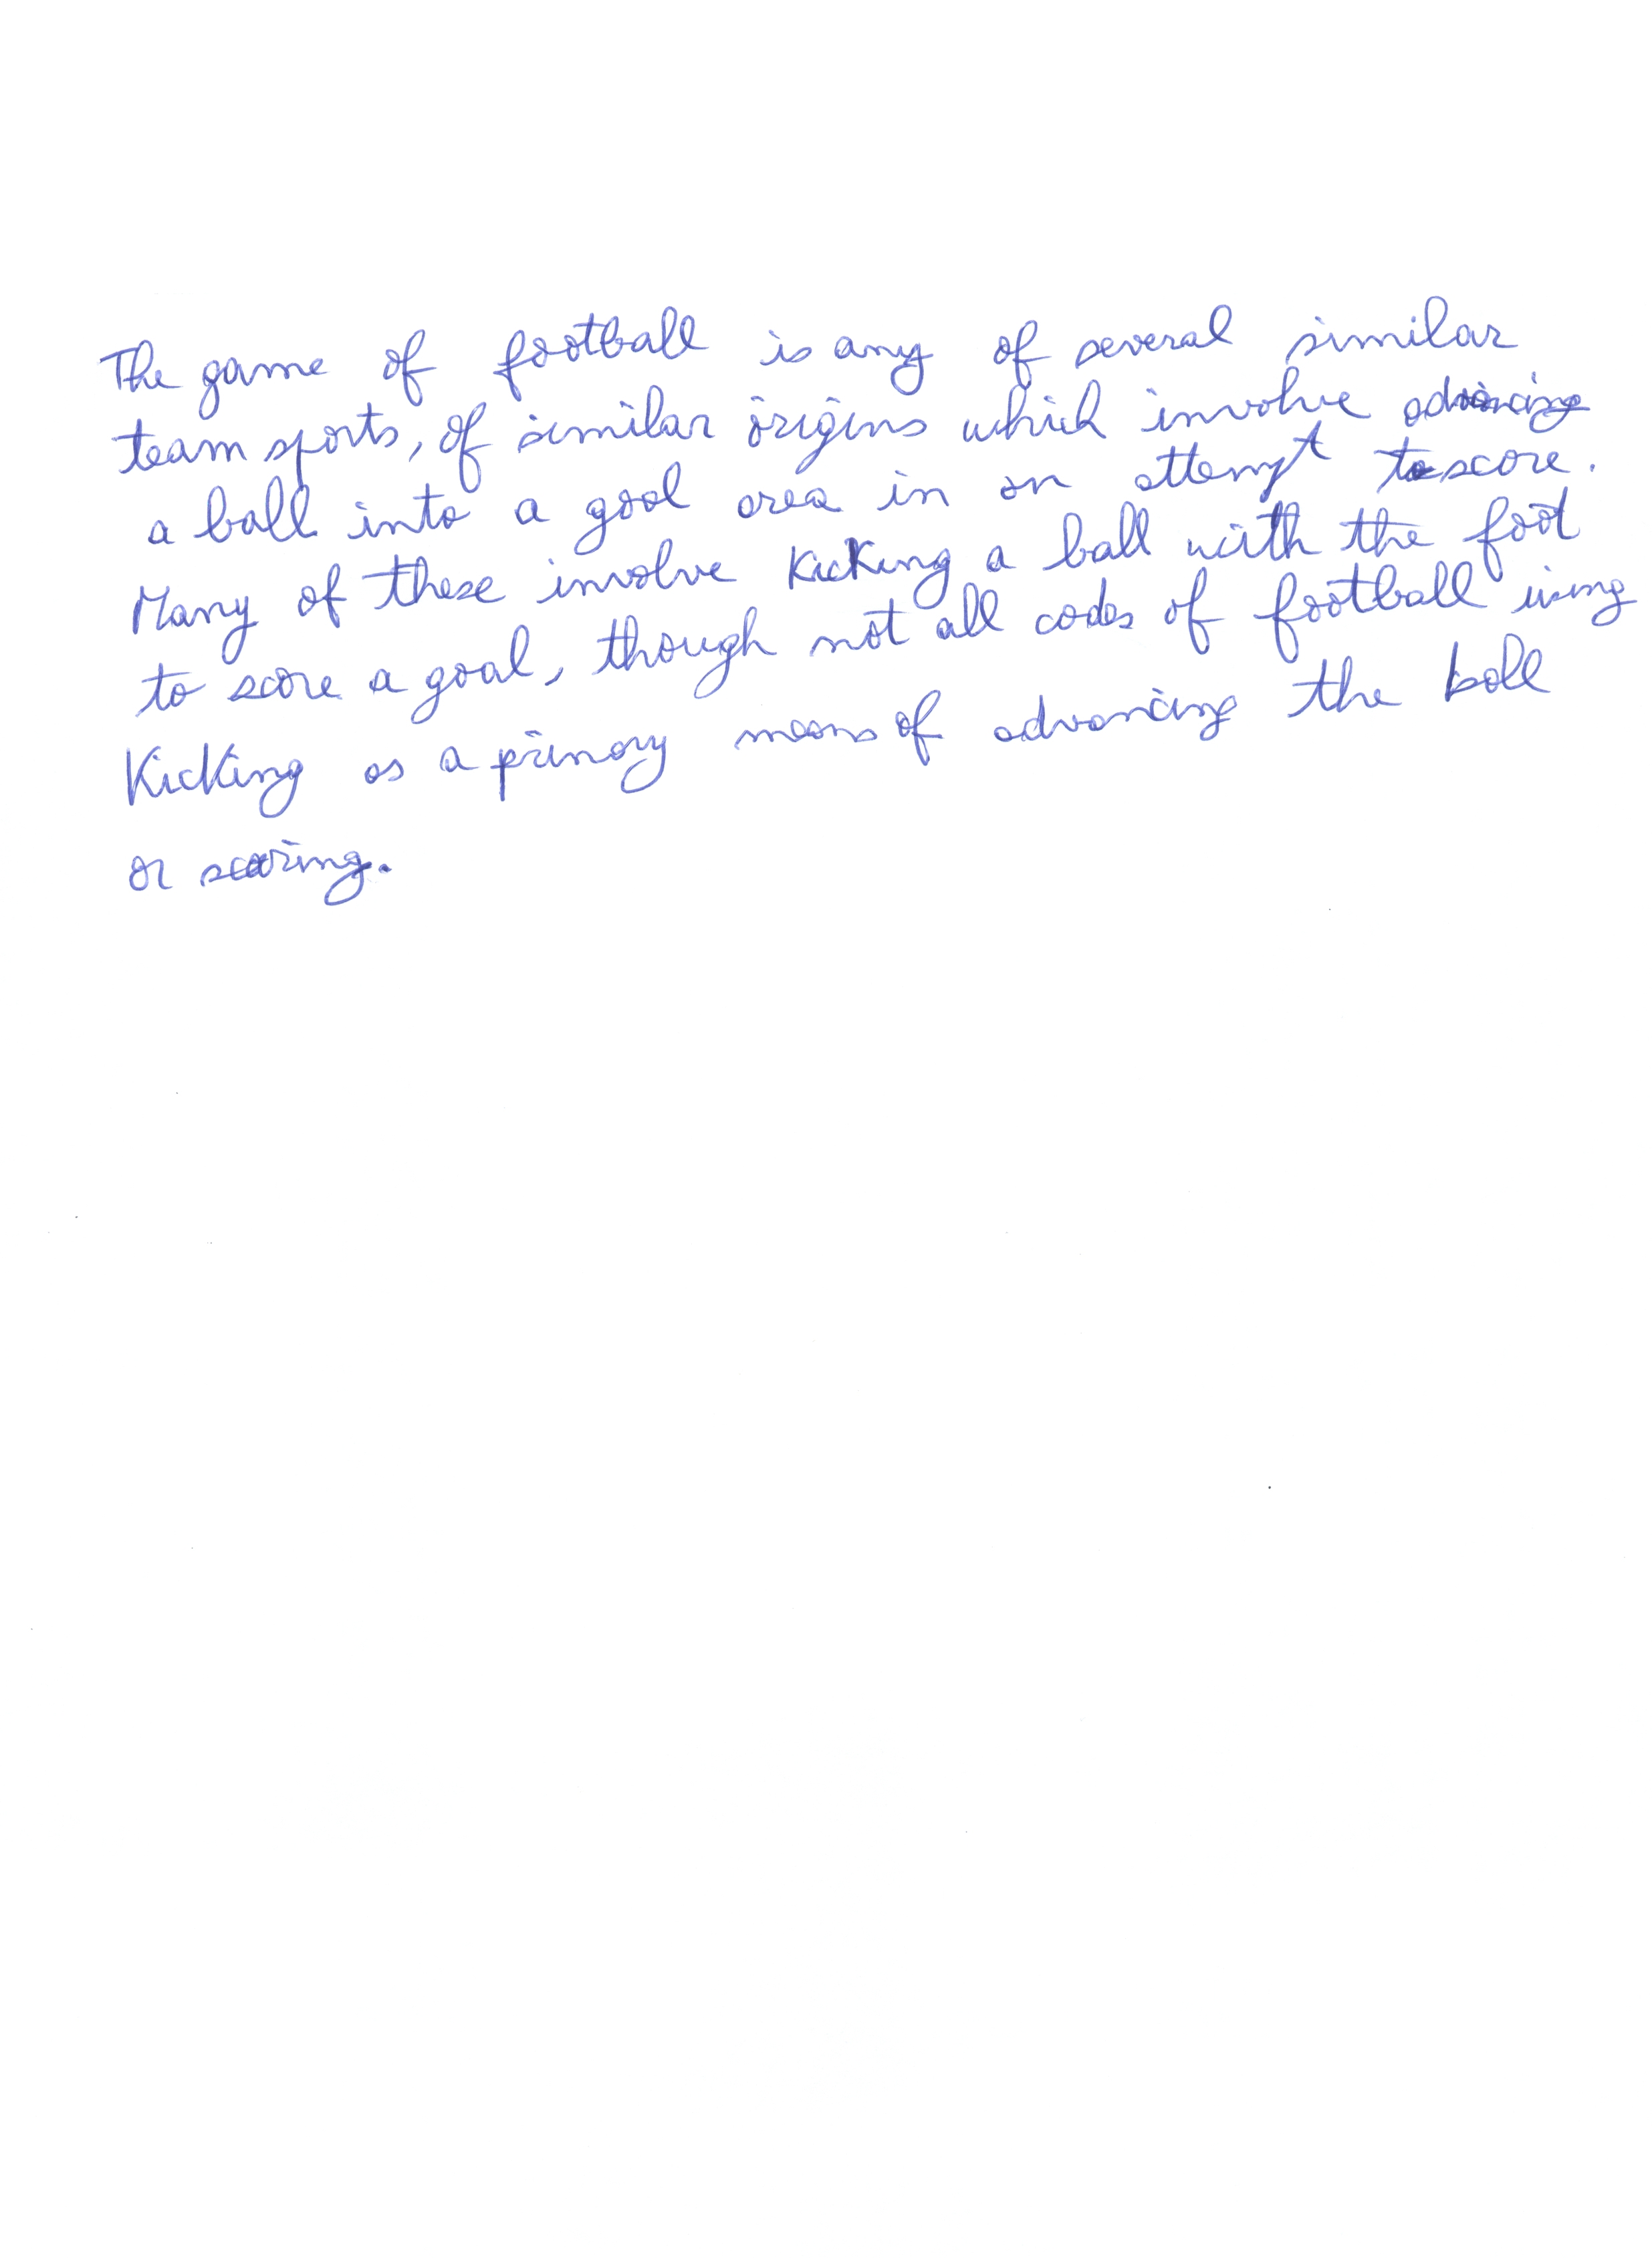 The game of football is any of several similar
team sports, of similar origins which involve advancing
a ball into a goal area in an attempt to score.
Many of these involve kicking a ball with the foot
to score a goal, though not all codes of football using
Kicking as a primary means of advancing the ball
or scoring.